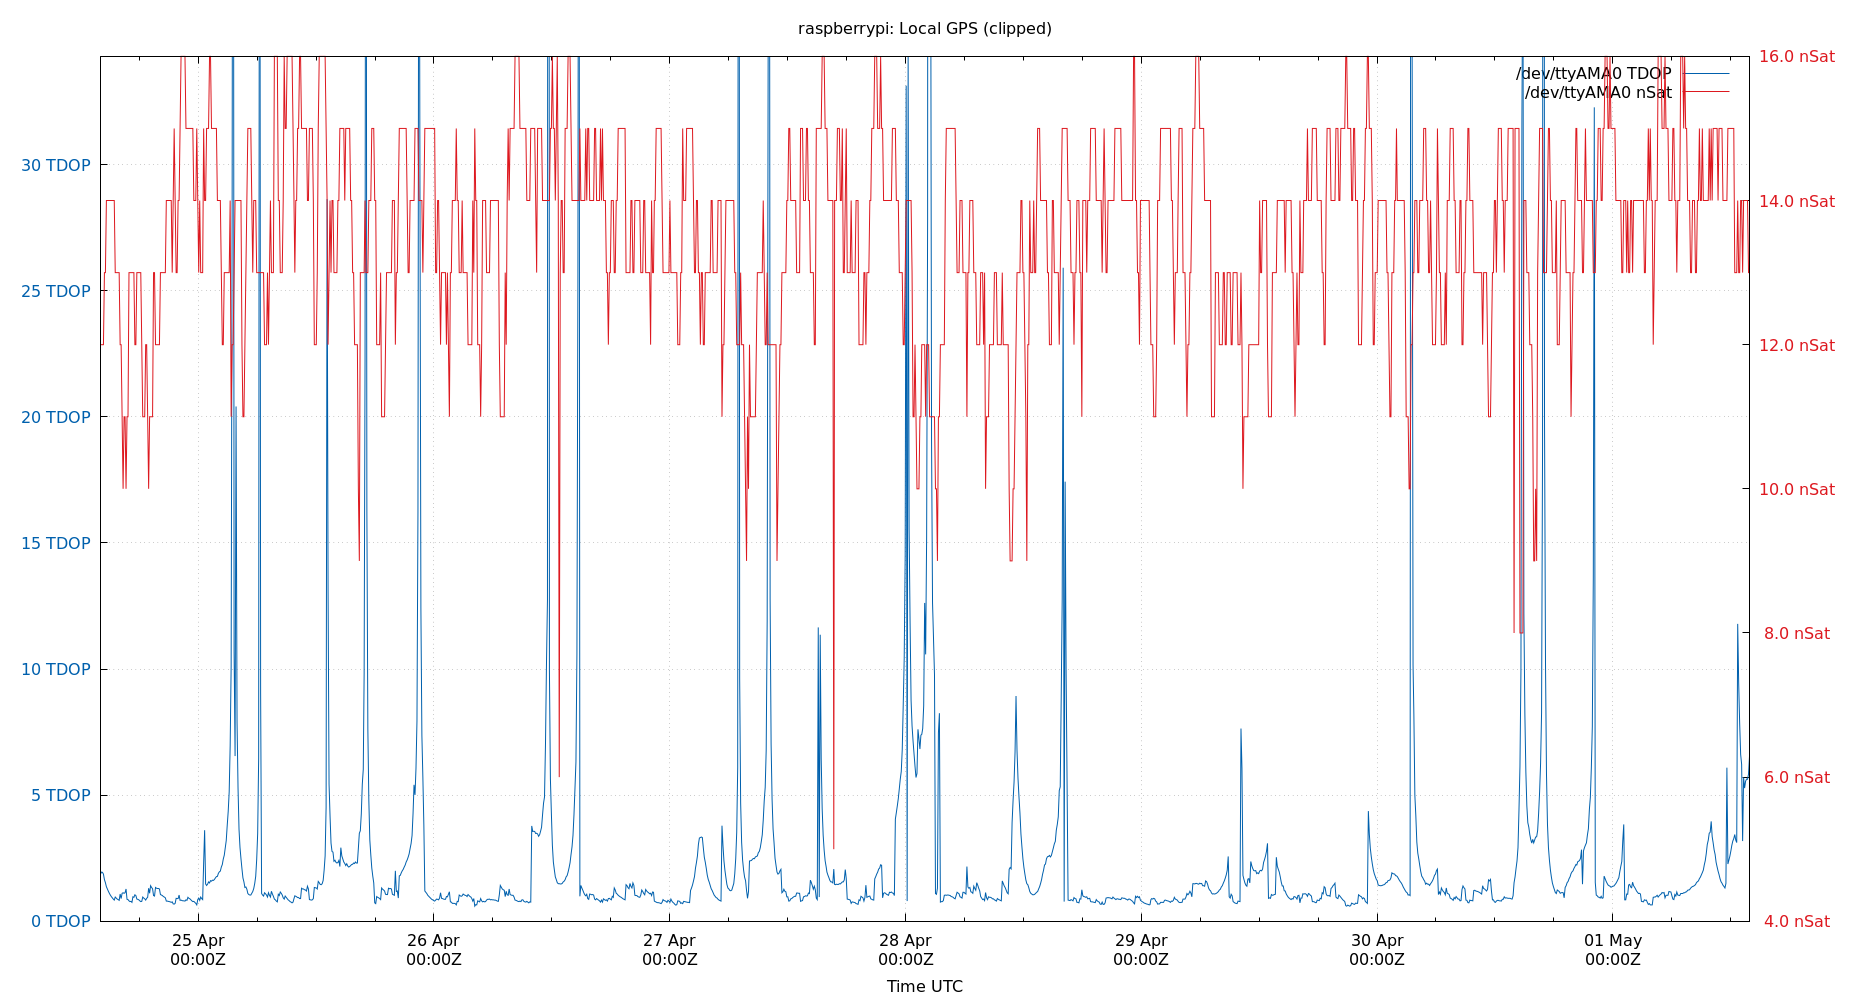 raspberrypi: Local GPS (clipped)
/dev/ttyAMA0 TDOP
/dev/ttyAMA0 nSat
30 TDOP
25 TDOP
20 TDOP
15 TDOP
10 TDOP
5 TDOP
0 TDOP
16.0 nSat
14.0 nSat
12.0 nSat
10.0 nSat
8.0 nSat
6.0 nSat
4.0 nSat
25 Apr
00:00Z
26 Apr
00:00Z
27 Apr
00:00Z
28 Apr
00:00Z
29 Apr
00:00Z
30 Apr
00:00Z
01 May
00:00Z
Time UTC